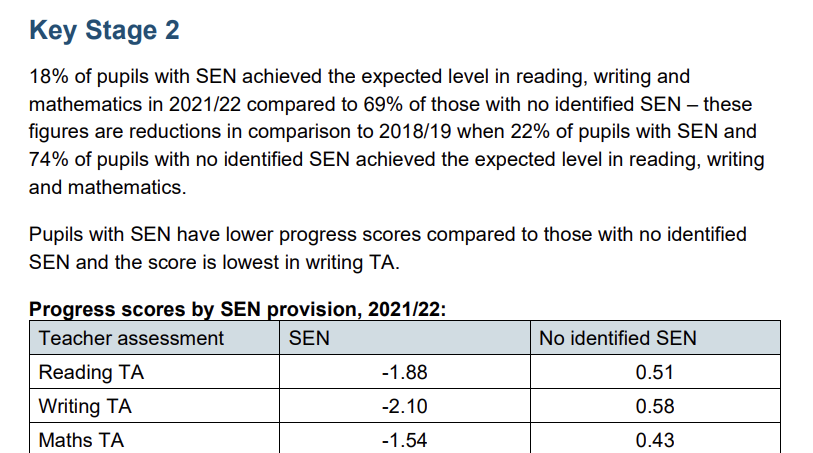 Key Stage 2
18% of pupils with SEN achieved the expected level in reading, writing and
mathematics in 2021/22 compared to 69% of those with no identified SEN – these
figures are reductions in comparison to 2018/19 when 22% of pupils with SEN and
74% of pupils with no identified SEN achieved the expected level in reading, writing
and mathematics.
Pupils with SEN have lower progress scores compared to those with no identified
SEN and the score is lowest in writing TA.
Progress scores by SEN provision, 2021/22:
Teacher assessment SEN No identified SEN
Reading TA -1.88 0.51
Writing TA -2.10 0.58
Maths TA -1.54 0.43